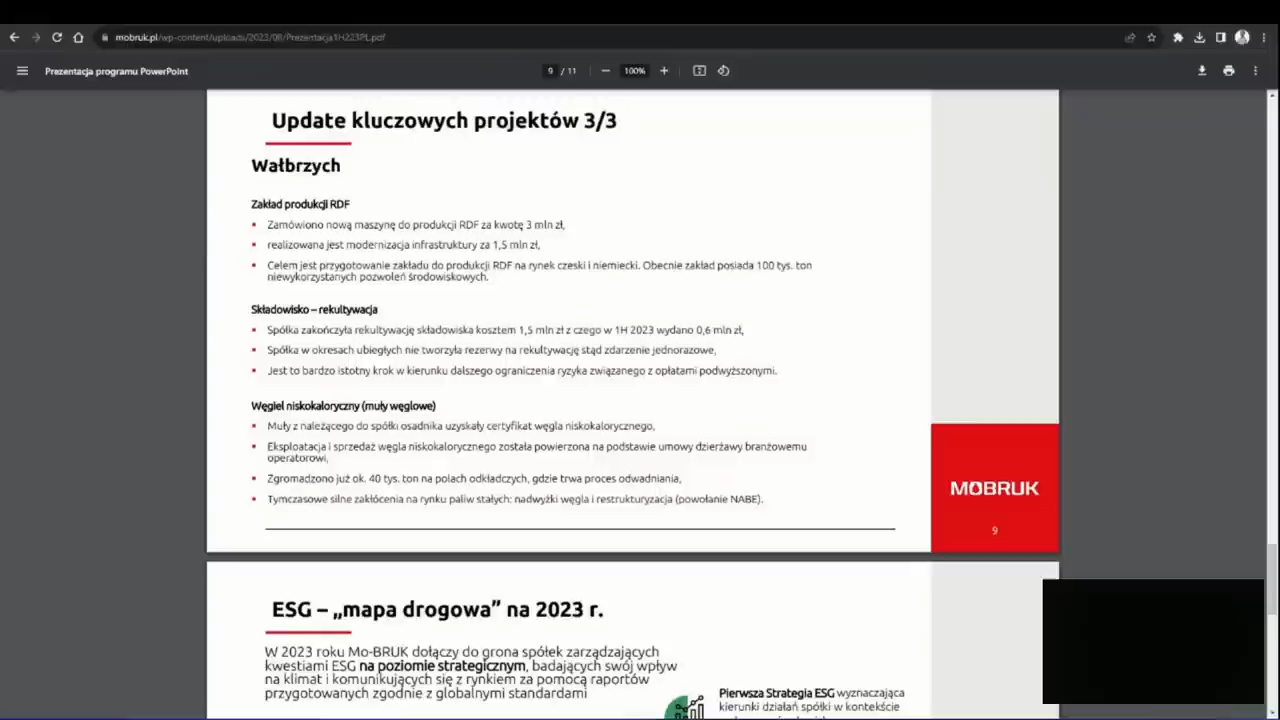 mobruk.pl/wp-content/uploads/2023/08/Prezentacja1H223PL.pdf
Prezentacja programu PowerPoint
9 / 11
100%
Update kluczowych projektów 3/3
Wałbrzych
Zakład produkcji RDF
Zamówiono nową maszynę do produkcji RDF za kwotę 3 mln zł,
realizowana jest modernizacja infrastruktury za 1,5 mln zł,
Celem jest przygotowanie zakładu do produkcji RDF na rynek czeski i niemiecki. Obecnie zakład posiada 100 tys. ton
niewykorzystanych pozwoleń środowiskowych.
Składowisko – rekultywacja
Spółka zakończyła rekultywację składowiska kosztem 1,5 mln zł z czego w 1H 2023 wydano 0,6 mln zł,
Spółka w okresach ubiegłych nie tworzyła rezerwy na rekultywację stąd zdarzenie jednorazowe,
Jest to bardzo istotny krok w kierunku dalszego ograniczenia ryzyka związanego z opłatami podwyższonymi.
Węgiel niskokaloryczny (muły węglowe)
Muły z należącego do spółki osadnika uzyskały certyfikat węgla niskokalorycznego,
Eksploatacja i sprzedaż węgla niskokalorycznego została powierzona na podstawie umowy dzierżawy branżowemu
operatorowi,
Zgromadzono już ok. 40 tys. ton na polach odkładczych, gdzie trwa proces odwadniania,
Tymczasowe silne zakłócenia na rynku paliw stałych: nadwyżki węgla i restrukturyzacja (powołanie NABE).
MOBRUK
9
ESG – „mapa drogowa” na 2023 r.
W 2023 roku Mo-BRUK dołączy do grona spółek zarządzających
kwestiami ESG na poziomie strategicznym, badających swój wpływ
na klimat i komunikujących się z rynkiem za pomocą raportów
przygotowanych zgodnie z globalnymi standardami
Pierwsza Strategia ESG wyznaczająca
kierunki działań spółki w kontekście